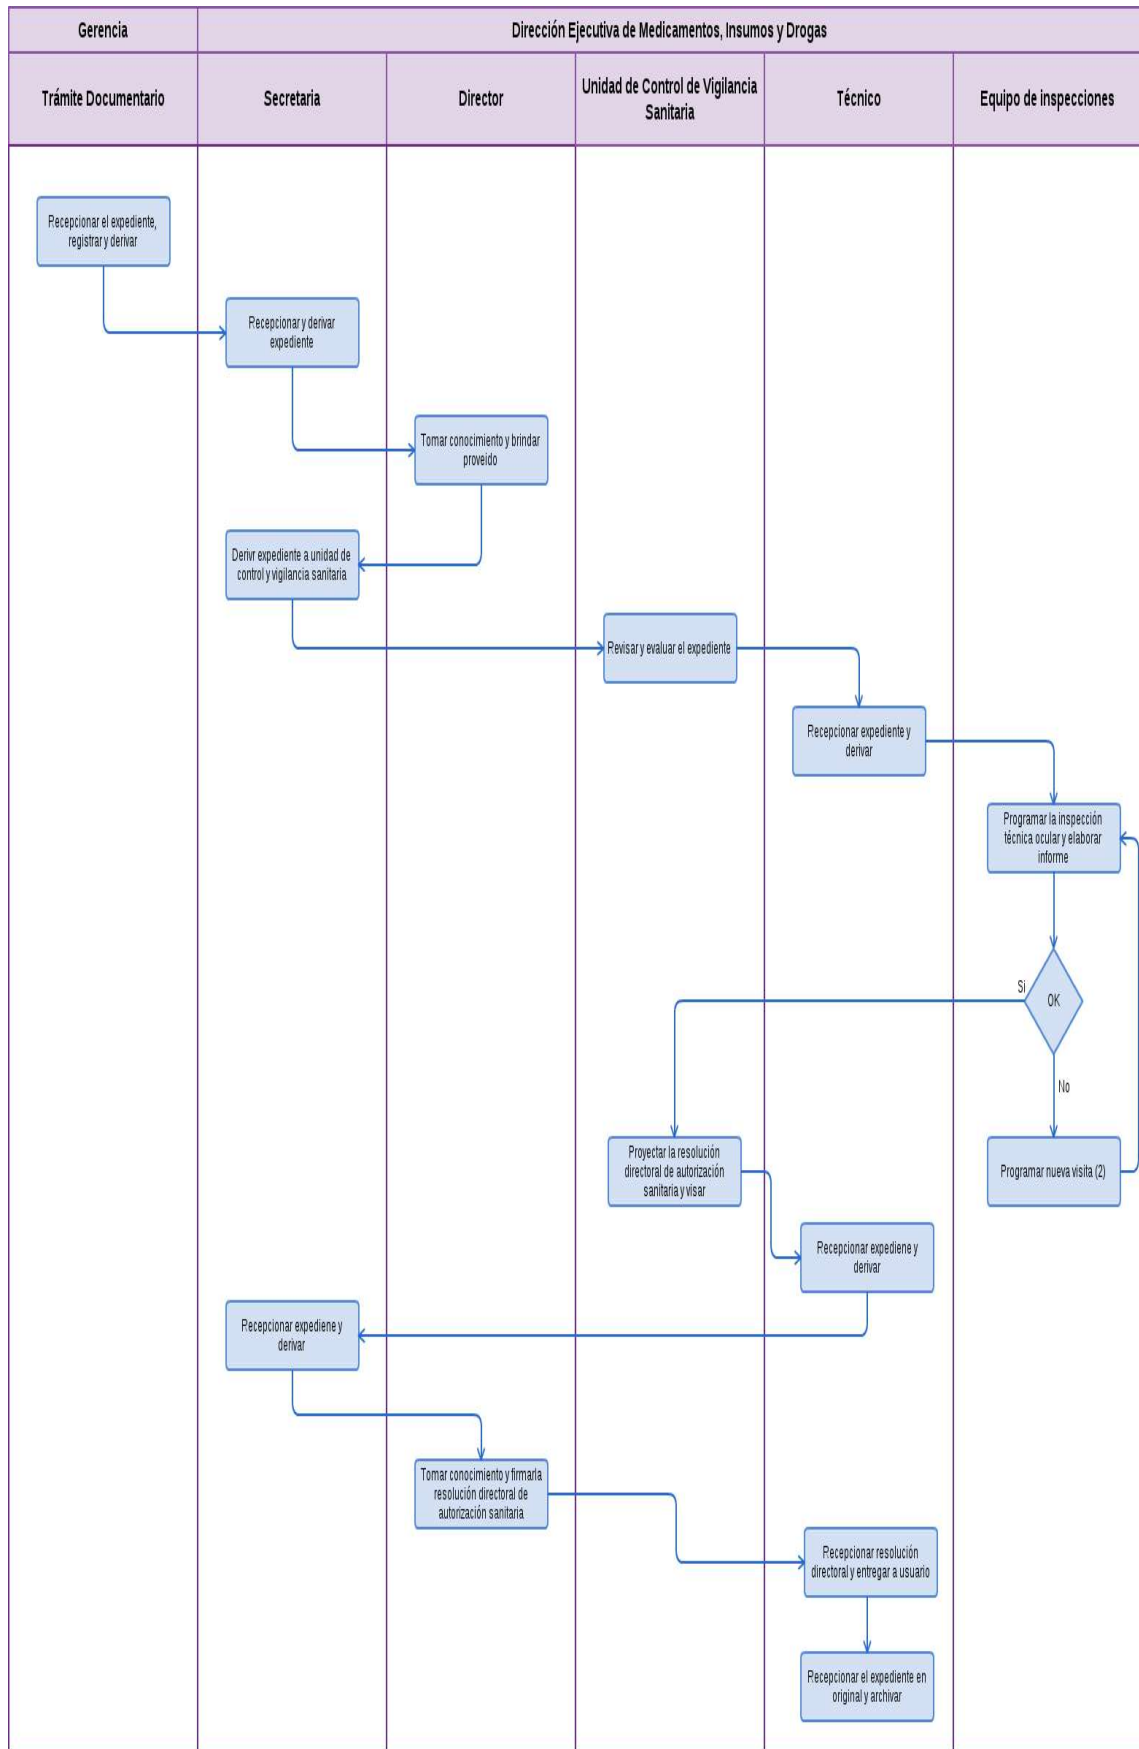 Gerencia
Dirección Ejecutiva de Medicamentos, Insumos y Drogas
Trámite Documentario
Secretaria
Director
Unidad de Control de Vigilancia
Sanitaria
Técnico
Equipo de inspecciones
Recepcionar el expediente,
registrar y derivar
Recepcionar y derivar
expediente
Tomar conocimiento y brindar
proveido
Derivr expediente a unidad de
control y vigilancia sanitaria
Revisar y evaluar el expediente
Recepcionar expediente y
derivar
Programar la inspección
técnica ocular y elaborar
informe
Si
OK
No
Proyectar la resolución
directoral de autorización
sanitaria y visar
Programar nueva visita (2)
Recepcionar expediene y
derivar
Recepcionar expediene y
derivar
Tomar conocimiento y firmarla
resolución directoral de
autorización sanitaria
Recepcionar resolución
directoral y entregar a usuario
Recepcionar el expediente en
original y archivar